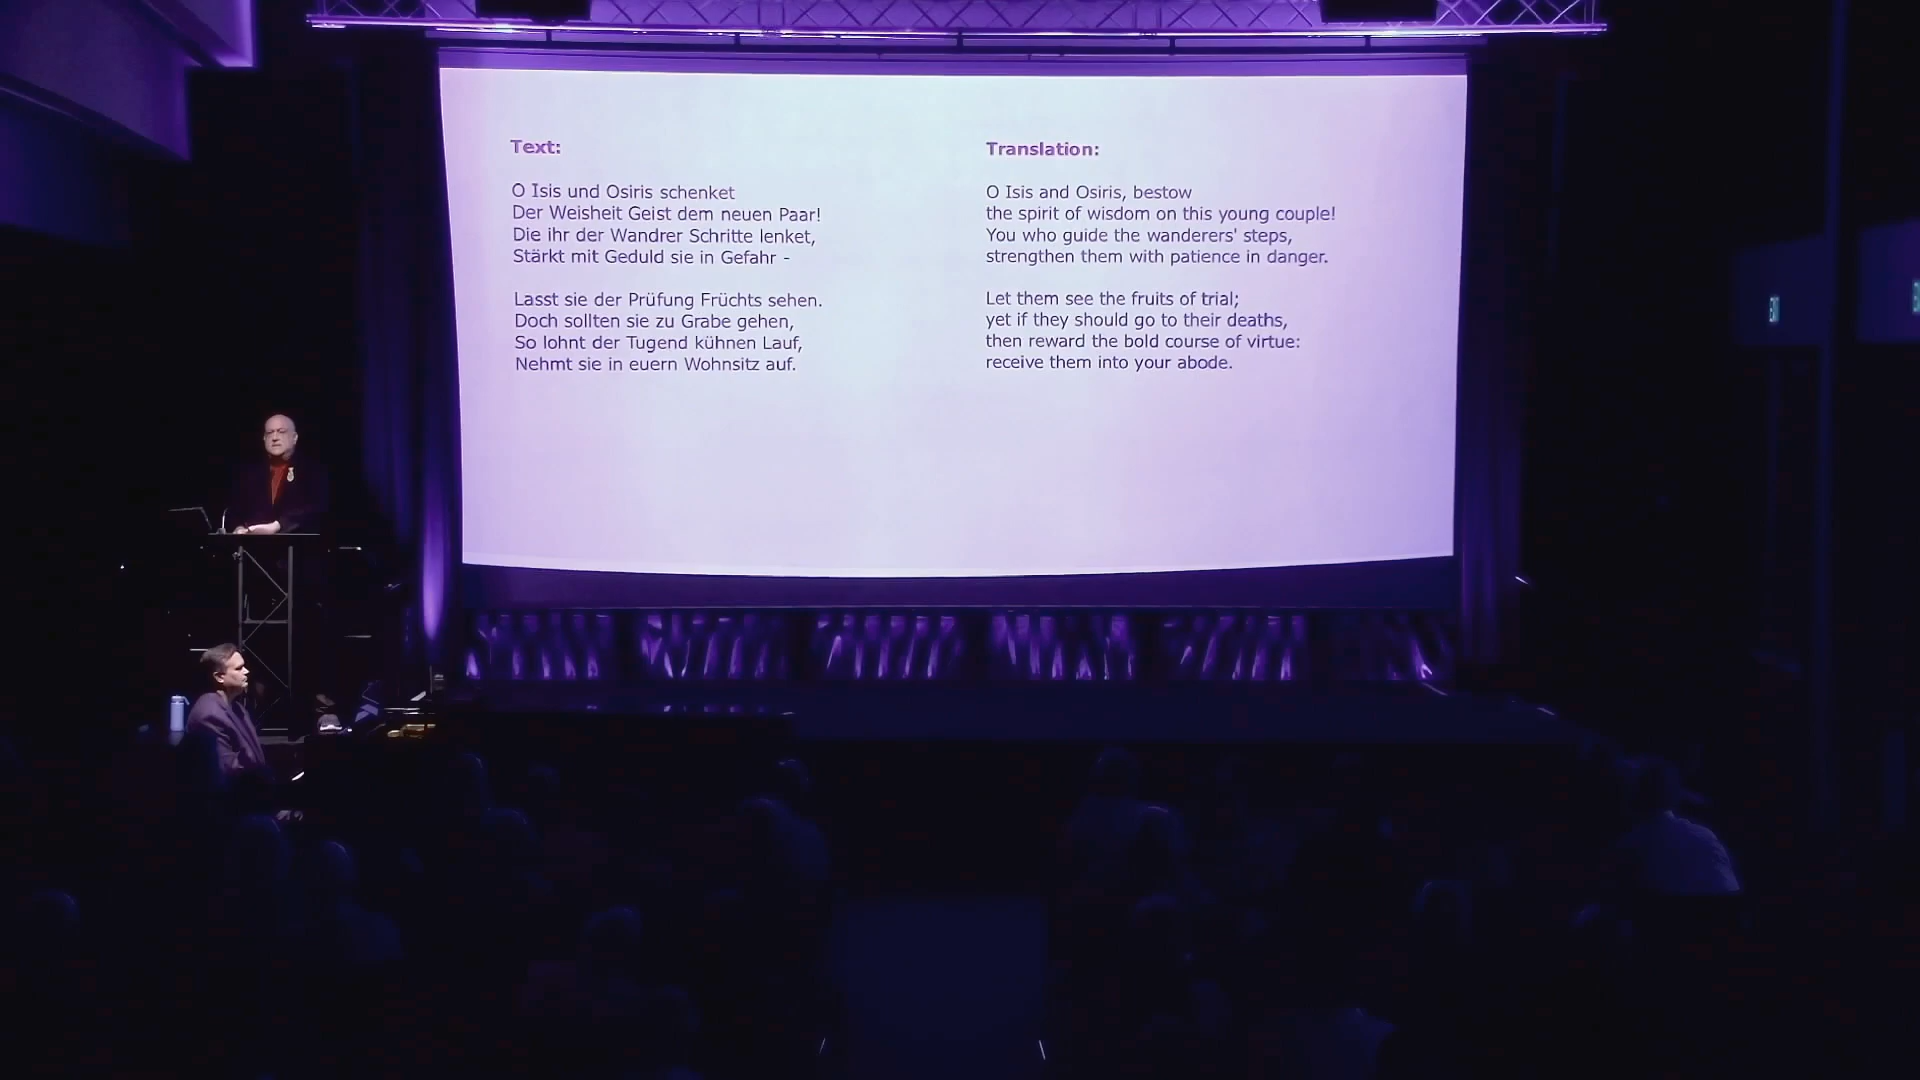 Text:
O Isis und Osiris schenket
Der Weisheit Geist dem neuen Paar!
Die ihr der Wandrer Schritte lenket,
Stärkt mit Geduld sie in Gefahr -
Lasst sie der Prüfung Früchts sehen.
Doch sollten sie zu Grabe gehen,
So lohnt der Tugend kühnen Lauf,
Nehmt sie in euern Wohnsitz auf.
Translation:
O Isis and Osiris, bestow
the spirit of wisdom on this young couple!
You who guide the wanderers' steps,
strengthen them with patience in danger.
Let them see the fruits of trial;
yet if they should go to their deaths,
then reward the bold course of virtue:
receive them into your abode.